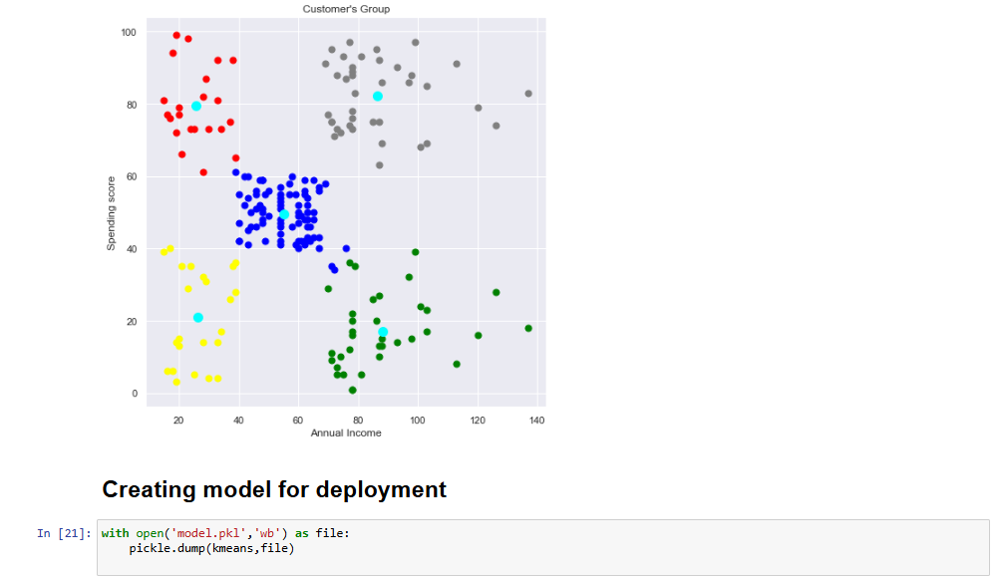 Customer's Group
100
80
60
40
20
0
Spending score
20 40 60 80 100 120 140
Annual Income
Creating model for deployment
In [21]: with open('model.pkl','wb') as file:
pickle.dump(kmeans,file)